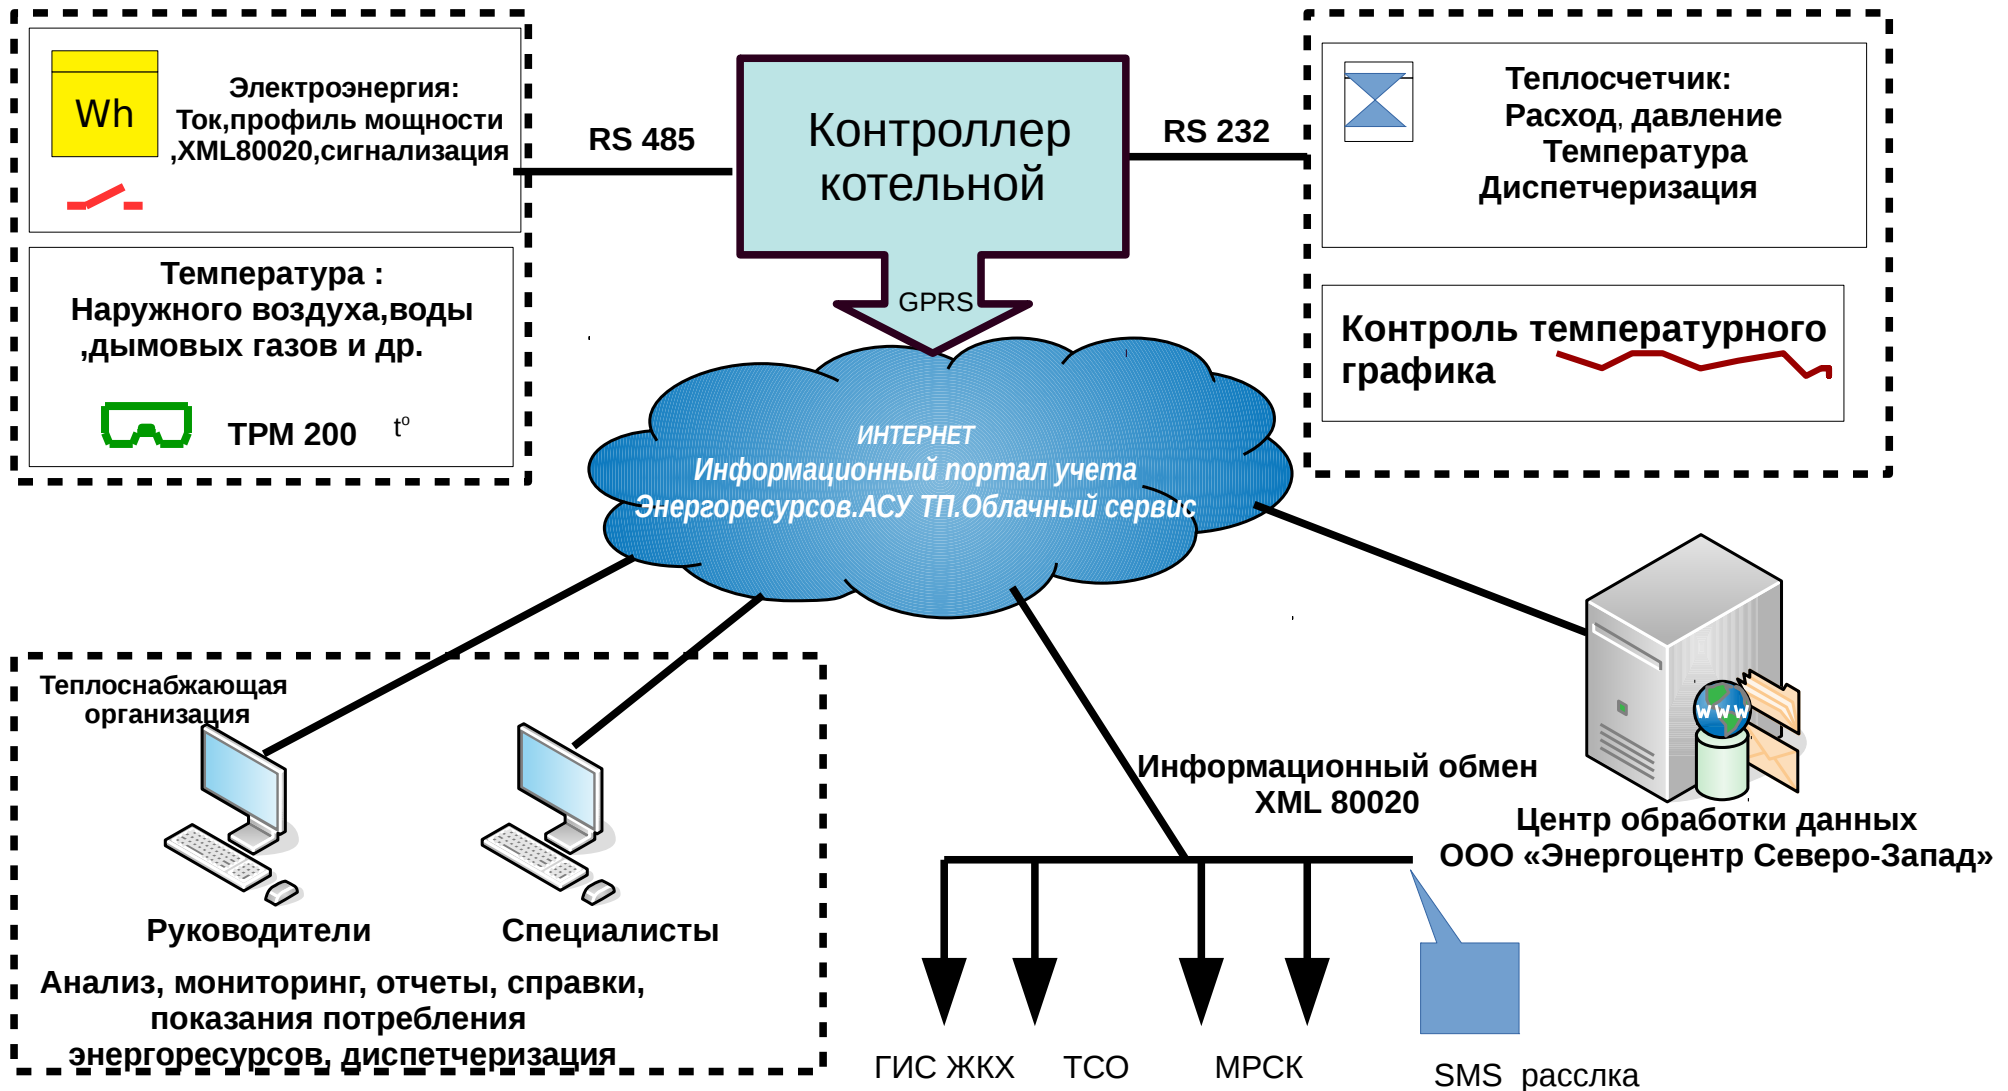 Wh
Электроэнергия:
Ток,профиль мощности
,XML80020,сигнализация
Температура :
Наружного воздуха,воды
,дымовых газов и др.
ТРМ 200 tº
RS 485
Контроллер
котельной
GPRS
RS 232
Теплосчетчик:
Расход, давление
Температура
Диспетчеризация
Контроль температурного
графика
ИНТЕРНЕТ
Информационный портал учета
Энергоресурсов.АСУ ТП.Облачный сервис
Теплоснабжающая
организация
Руководители
Специалисты
Анализ, мониторинг, отчеты, справки,
показания потребления
энергоресурсов, диспетчеризация
Информационный обмен
XML 80020
ГИС ЖКХ
ТСО
МРСК
SMS расслка
www
Центр обработки данных
ООО «Энергоцентр Северо-Запад»